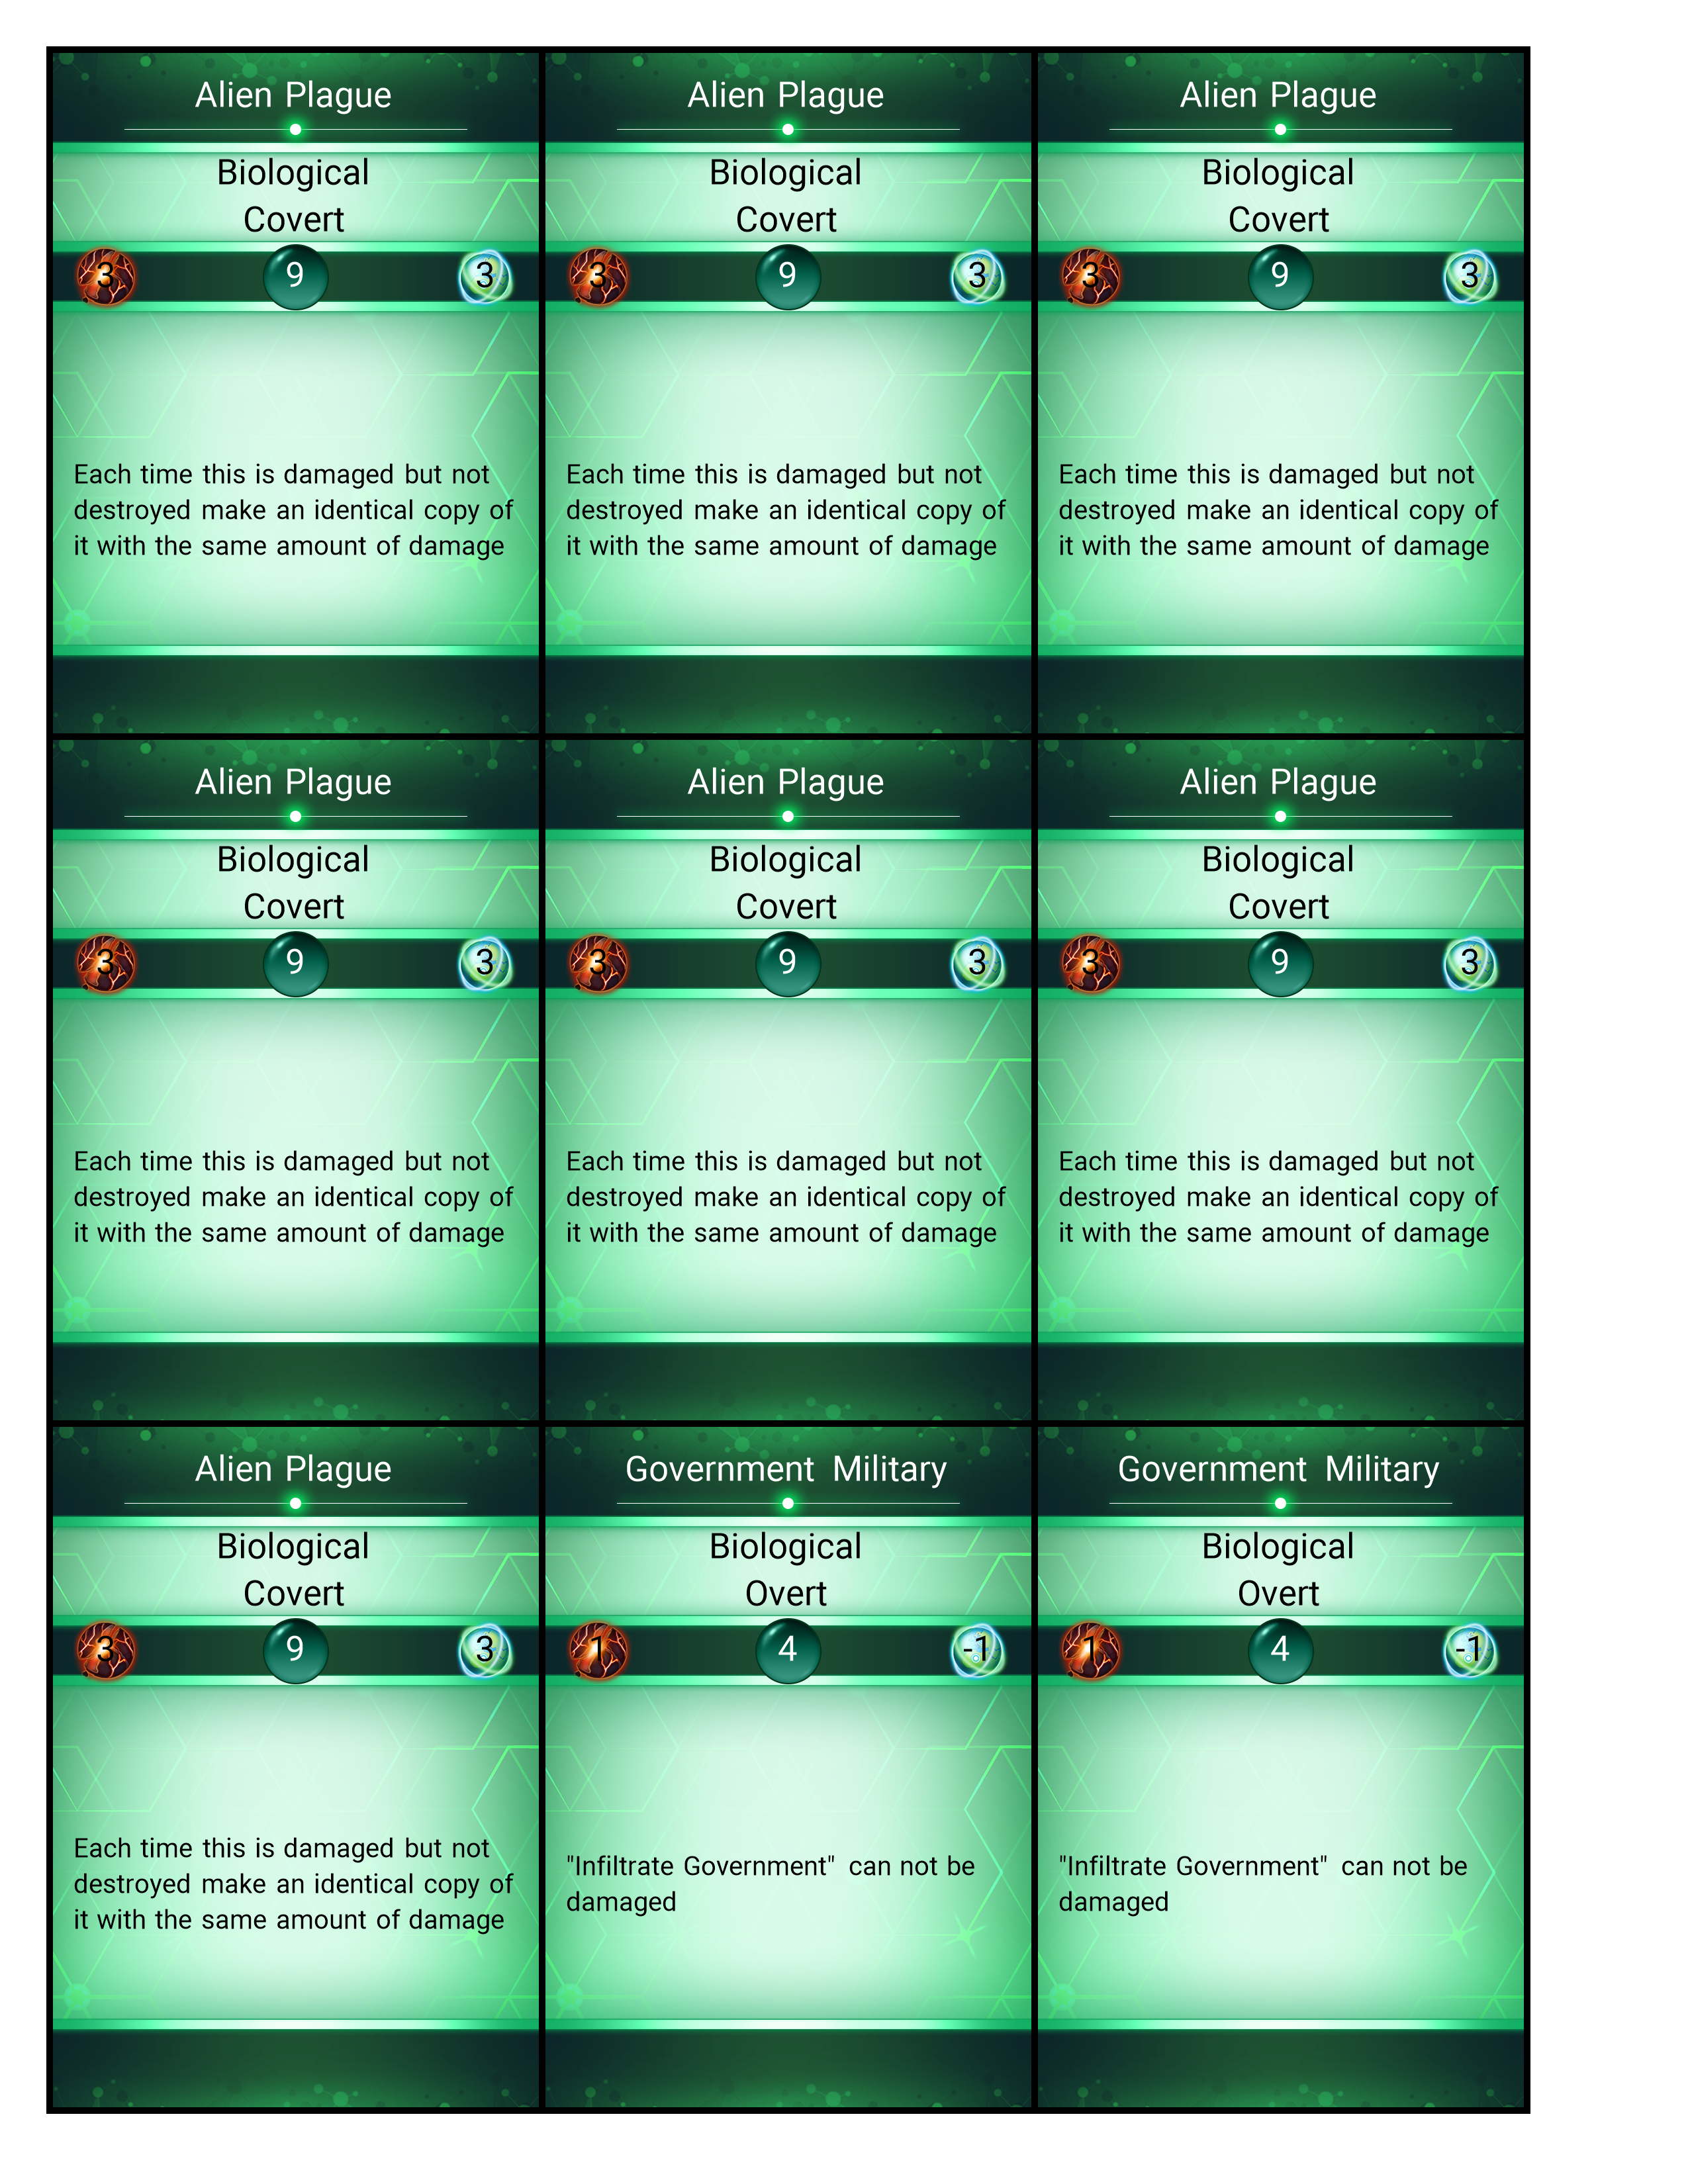 Alien Plague
Biological
Covert
3 9 3
Each time this is damaged but not
destroyed make an identical copy of
it with the same amount of damage
Alien Plague
Biological
Covert
3 9 3
Each time this is damaged but not
destroyed make an identical copy of
it with the same amount of damage
Alien Plague
Biological
Covert
3 9 3
Each time this is damaged but not
destroyed make an identical copy of
it with the same amount of damage
Alien Plague
Biological
Covert
3 9 3
Each time this is damaged but not
destroyed make an identical copy of
it with the same amount of damage
Alien Plague
Biological
Covert
3 9 3
Each time this is damaged but not
destroyed make an identical copy of
it with the same amount of damage
Alien Plague
Biological
Covert
3 9 3
Each time this is damaged but not
destroyed make an identical copy of
it with the same amount of damage
Alien Plague
Biological
Covert
3 9 3
Each time this is damaged but not
destroyed make an identical copy of
it with the same amount of damage
Government Military
Biological
Overt
1 4 -1
"Infiltrate Government" can not be
damaged
Government Military
Biological
Overt
1 4 -1
"Infiltrate Government" can not be
damaged